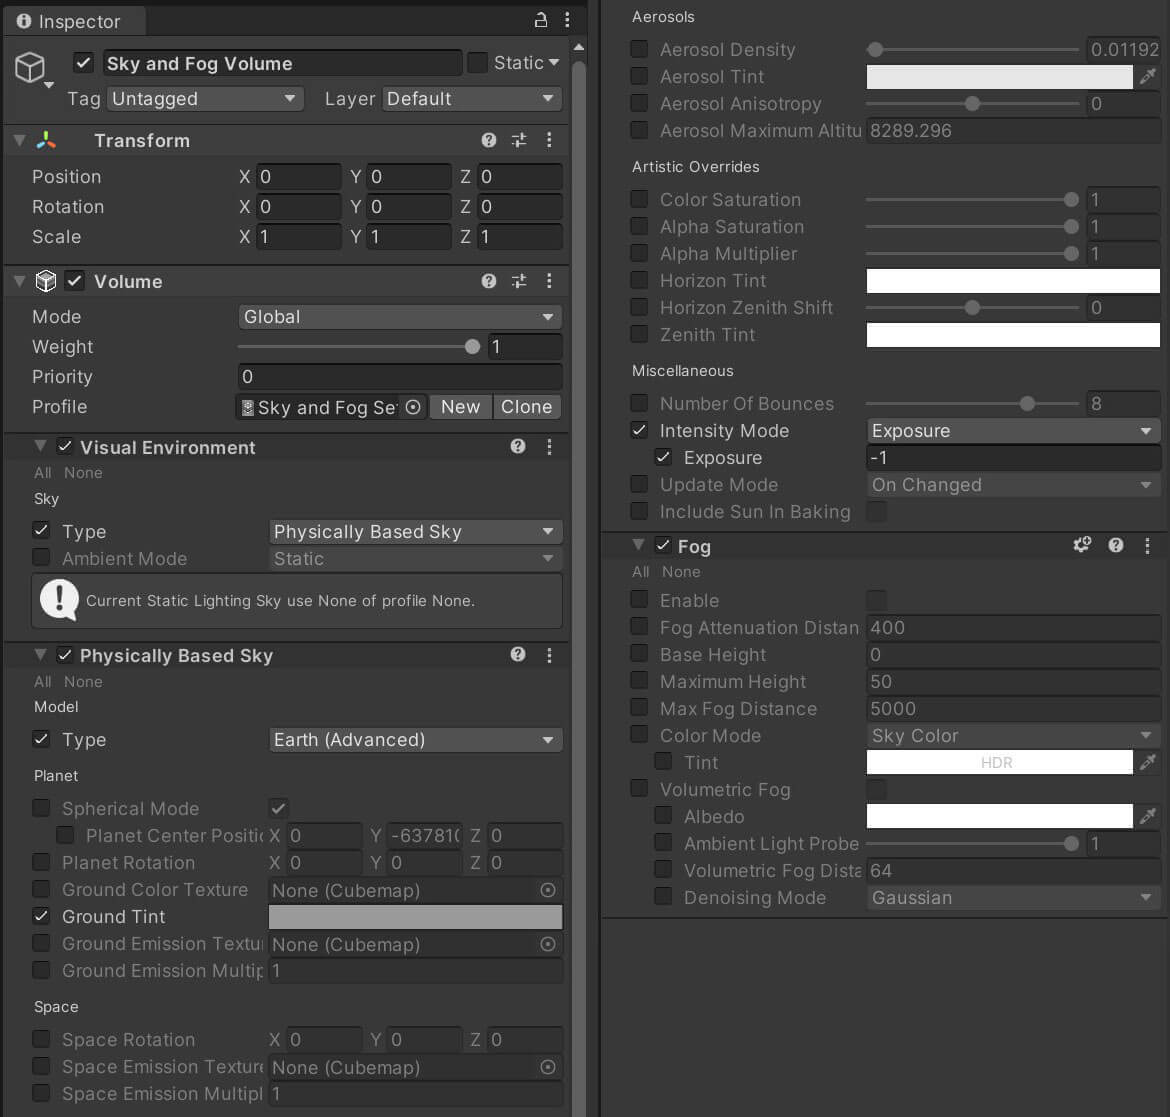 Inspector
Sky and Fog Volume Static
Tag Untagged Layer Default
Transform
Position X 0 Y 0 Z 0
Rotation X 0 Y 0 Z 0
Scale X 1 Y 1 Z 1
Volume
Mode Global
Weight 1
Priority 0
Profile Sky and Fog Set New Clone
Visual Environment
All None
Sky
Type Physically Based Sky
Ambient Mode Static
Current Static Lighting Sky use None of profile None.
Physically Based Sky
All None
Model
Type Earth (Advanced)
Planet
Spherical Mode
Planet Center Positic X 0 Y -637810 Z 0
Planet Rotation X 0 Y 0 Z 0
Ground Color Texture None (Cubemap)
Ground Tint
Ground Emission Textu None (Cubemap)
Ground Emission Multip 1
Space
Space Rotation X 0 Y 0 Z 0
Space Emission Texture None (Cubemap)
Space Emission Multipl 1
Aerosols
Aerosol Density 0.01192
Aerosol Tint
Aerosol Anisotropy 0
Aerosol Maximum Altitu 8289.296
Artistic Overrides
Color Saturation 1
Alpha Saturation 1
Alpha Multiplier 1
Horizon Tint
Horizon Zenith Shift 0
Zenith Tint
Miscellaneous
Number Of Bounces 8
Intensity Mode Exposure
Exposure -1
Update Mode On Changed
Include Sun In Baking
Fog
All None
Enable
Fog Attenuation Distan 400
Base Height 0
Maximum Height 50
Max Fog Distance 5000
Color Mode Sky Color
Tint HDR
Volumetric Fog
Albedo
Ambient Light Probe 1
Volumetric Fog Dista 64
Denoising Mode Gaussian